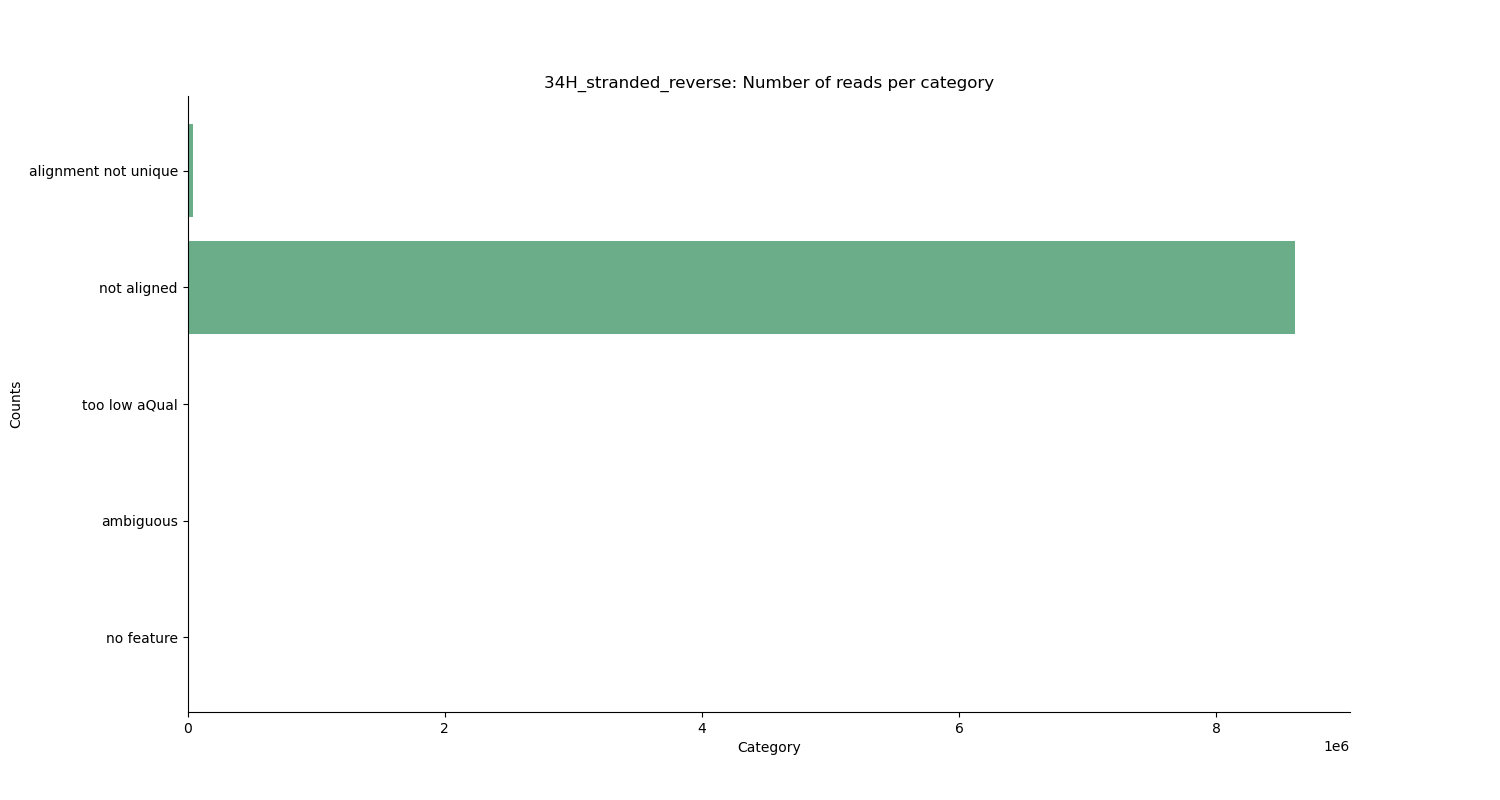 34H_stranded_reverse: Number of reads per category
alignment not unique
not aligned
too low aQual
ambiguous
no feature
Counts
0 2 4 6 8
1e6
Category